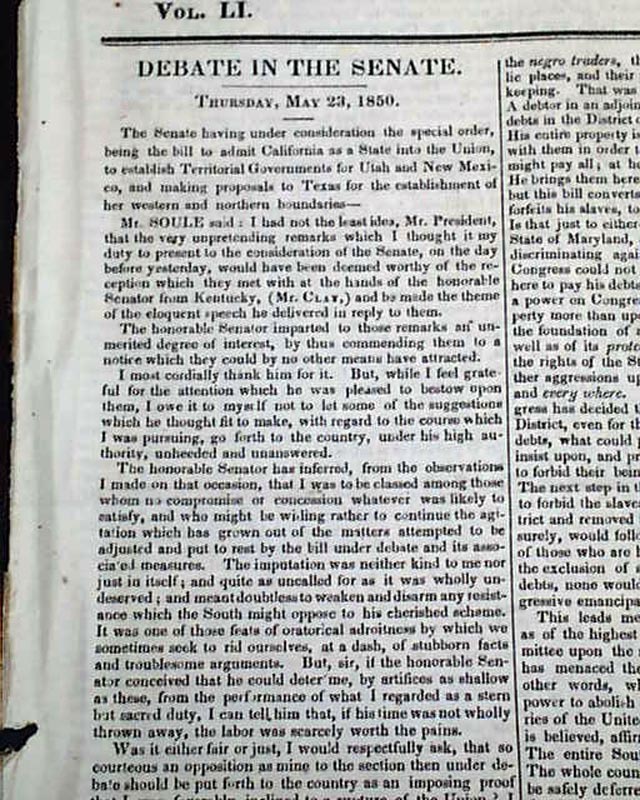 VOL. LI.
DEBATE IN THE SENATE.
THURSDAY, MAY 23, 1850.
The Senate having under consideration the special order,
being the bill to admit California as a State into the Union,
to establish Territorial Governments for Utah and New Mexi-
co, and making proposals to Texas for the establishment of
her western and northern boundaries—
Mr. SOULE said: I had not the least idea, Mr. President,
that the very unpretending remarks which I thought it my
duty to present to the consideration of the Senate, on the day
before yesterday, would have been deemed worthy of the re-
ception which they met with at the hands of the honorable
Senator from Kentucky, (Mr. CLAY,) and be made the theme
of the eloquent speech he delivered in reply to them.
The honorable Senator imparted to those remarks an un-
merited degree of interest, by thus commending them to a
notice which they could by no other means have attracted.
I most cordially thank him for it. But, while I feel grate-
ful for the attention which he was pleased to bestow upon
them, I owe it to myself not to let some of the suggestions
which he thought fit to make, with regard to the course which
I was pursuing, go forth to the country, under his high au-
thority, unheeded and unanswered.
The honorable Senator has inferred, from the observations
I made on that occasion, that I was to be classed among those
whom no compromise or concession whatever was likely to
satisfy, and who might be willing rather to continue the agi-
tation which has grown out of the matters attempted to be
adjusted and put to rest by the bill under debate and its asso-
ciated measures. The imputation was neither kind to me nor
just in itself; and quite as uncalled for as it was wholly un-
deserved; and meant doubtless to weaken and disarm any resist-
ance which the South might oppose to his cherished scheme.
It was one of those feats of oratorical adroitness by which we
sometimes seek to rid ourselves, at a dash, of stubborn facts
and troublesome arguments. But, sir, if the honorable Sen-
ator conceived that he could deter me, by artifices as shallow
as these, from the performance of what I regarded as a stern
but sacred duty, I can tell him that, if his time was not wholly
thrown away, the labor was scarcely worth the pains.
Was it either fair or just, I would respectfully ask, that so
courteous an opposition as mine to the section then under de-
bate should be put forth to the country as an imposing proof
the negro traders, th
lic places, and their
keeping. That was
A debtor in an adjoin
debts in the District
His entire property
with them in order t
might pay all; at h
He brings them here
but this bill converts
forfeits his slaves, to
Is that just to either
State of Maryland,
discriminating agai
Congress could not
here to pay his debts
a power on Congre
perty more than up
the foundation of
well as of its prote
the rights of the S
ther aggressions u
and every where.
gress has decided
District, even for th
debts, what could
insist upon, and pr
to forbid their bein
The next step in t
to forbid the slave
trict and removed
surely, would foll
of those who are
the exclusion of
debts, none would
gressive emancipa
This leads me
as of the highest
mittee upon the
has menaced the
other words, w
power to abolish
ries of the Unite
is believed, affir
The entire Sou
The whole coun
be safely deferre